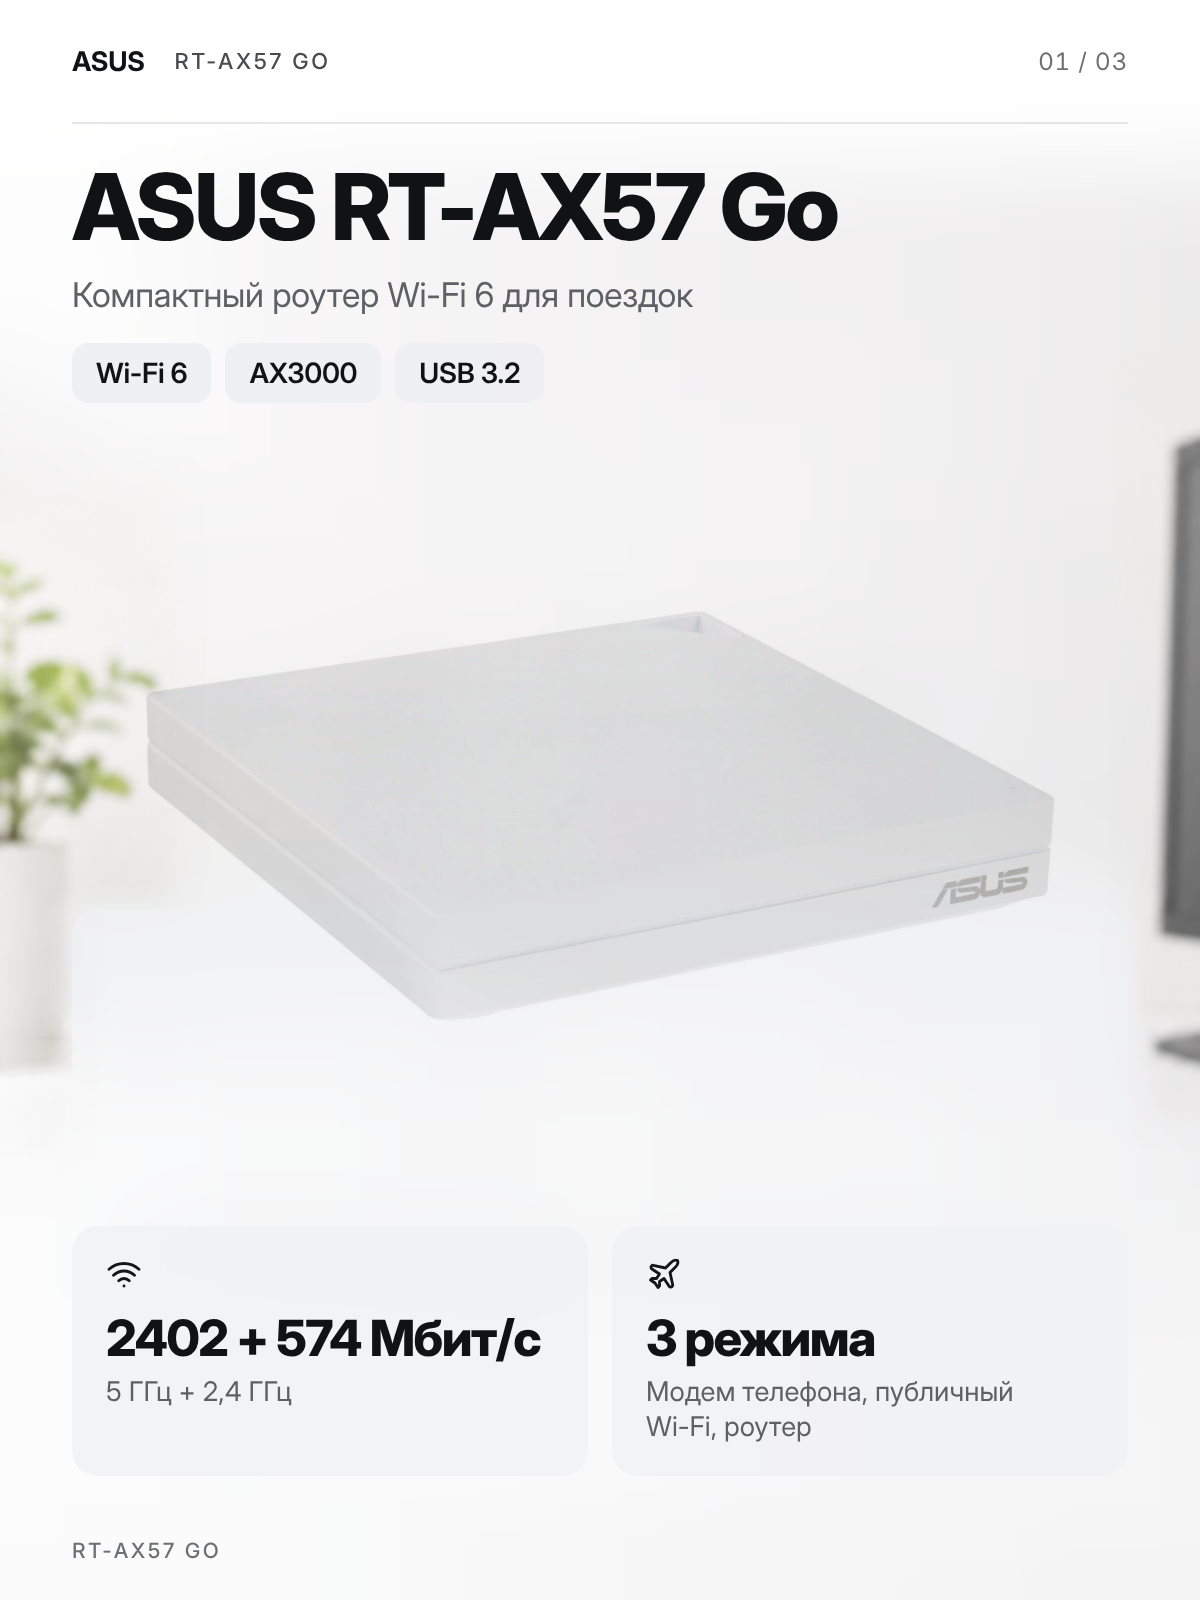 ASUS RT-AX57 GO 01 / 03
ASUS RT-AX57 Go
Компактный роутер Wi-Fi 6 для поездок
Wi-Fi 6 AX3000 USB 3.2
ASUS
2402 + 574 Мбит/с
5 ГГц + 2,4 ГГц
3 режима
Модем телефона, публичный
Wi-Fi, роутер
RT-AX57 GO